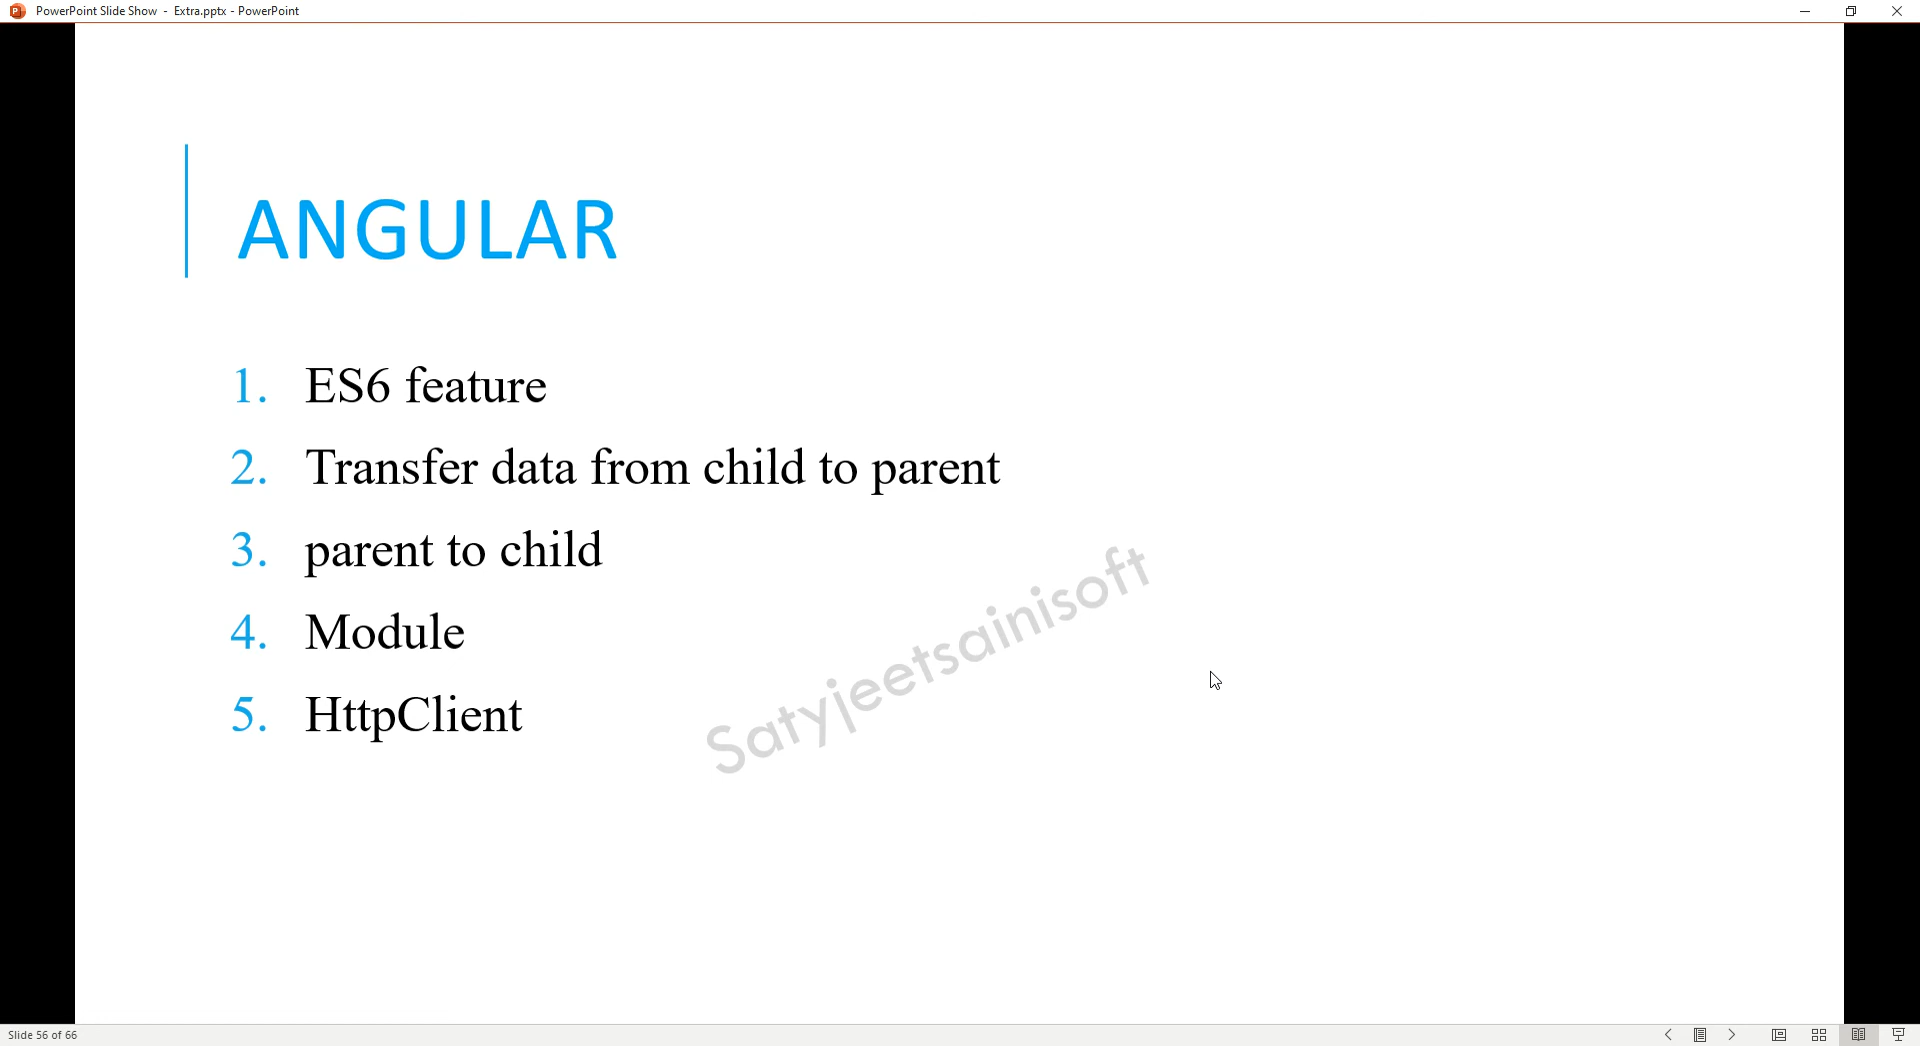 PowerPoint Slide Show - Extra.pptx - PowerPoint
ANGULAR
1. ES6 feature
2. Transfer data from child to parent
3. parent to child
4. Module
5. HttpClient
Satyjeetsainisoft
Slide 56 of 66